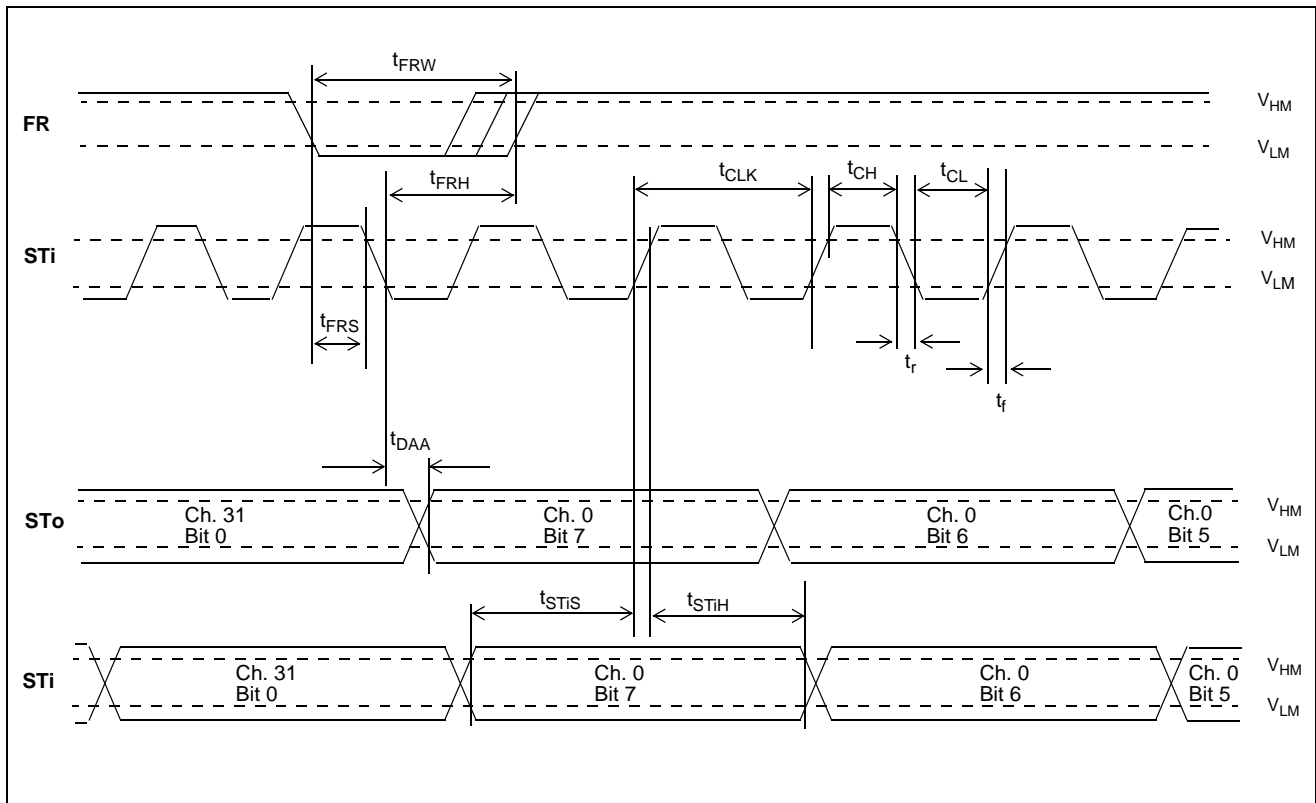 tFRW
FR
VHM
VLM
tFRH
tCLK
tCH
tCL
STi
VHM
VLM
tFRS
tr
tf
tDAA
STo
Ch. 31
Bit 0
Ch. 0
Bit 7
Ch. 0
Bit 6
Ch.0
Bit 5
VHM
VLM
tSTiS
tSTiH
STi
Ch. 31
Bit 0
Ch. 0
Bit 7
Ch. 0
Bit 6
Ch. 0
Bit 5
VHM
VLM